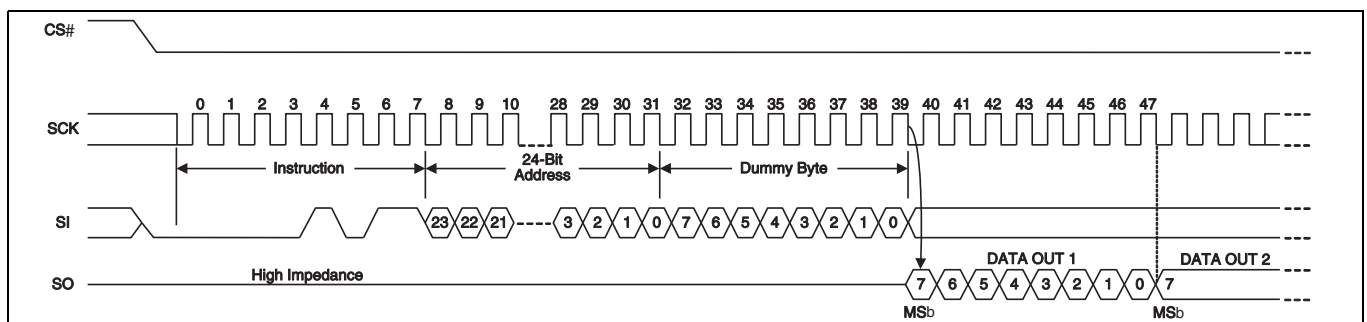 CS#
0 1 2 3 4 5 6 7 8 9 10 28 29 30 31 32 33 34 35 36 37 38 39 40 41 42 43 44 45 46 47
SCK
Instruction
24-Bit
Address
Dummy Byte
SI
23 22 21 3 2 1 0 7 6 5 4 3 2 1 0
DATA OUT 1
DATA OUT 2
High Impedance
SO
7 6 5 4 3 2 1 0 7
MSb
MSb